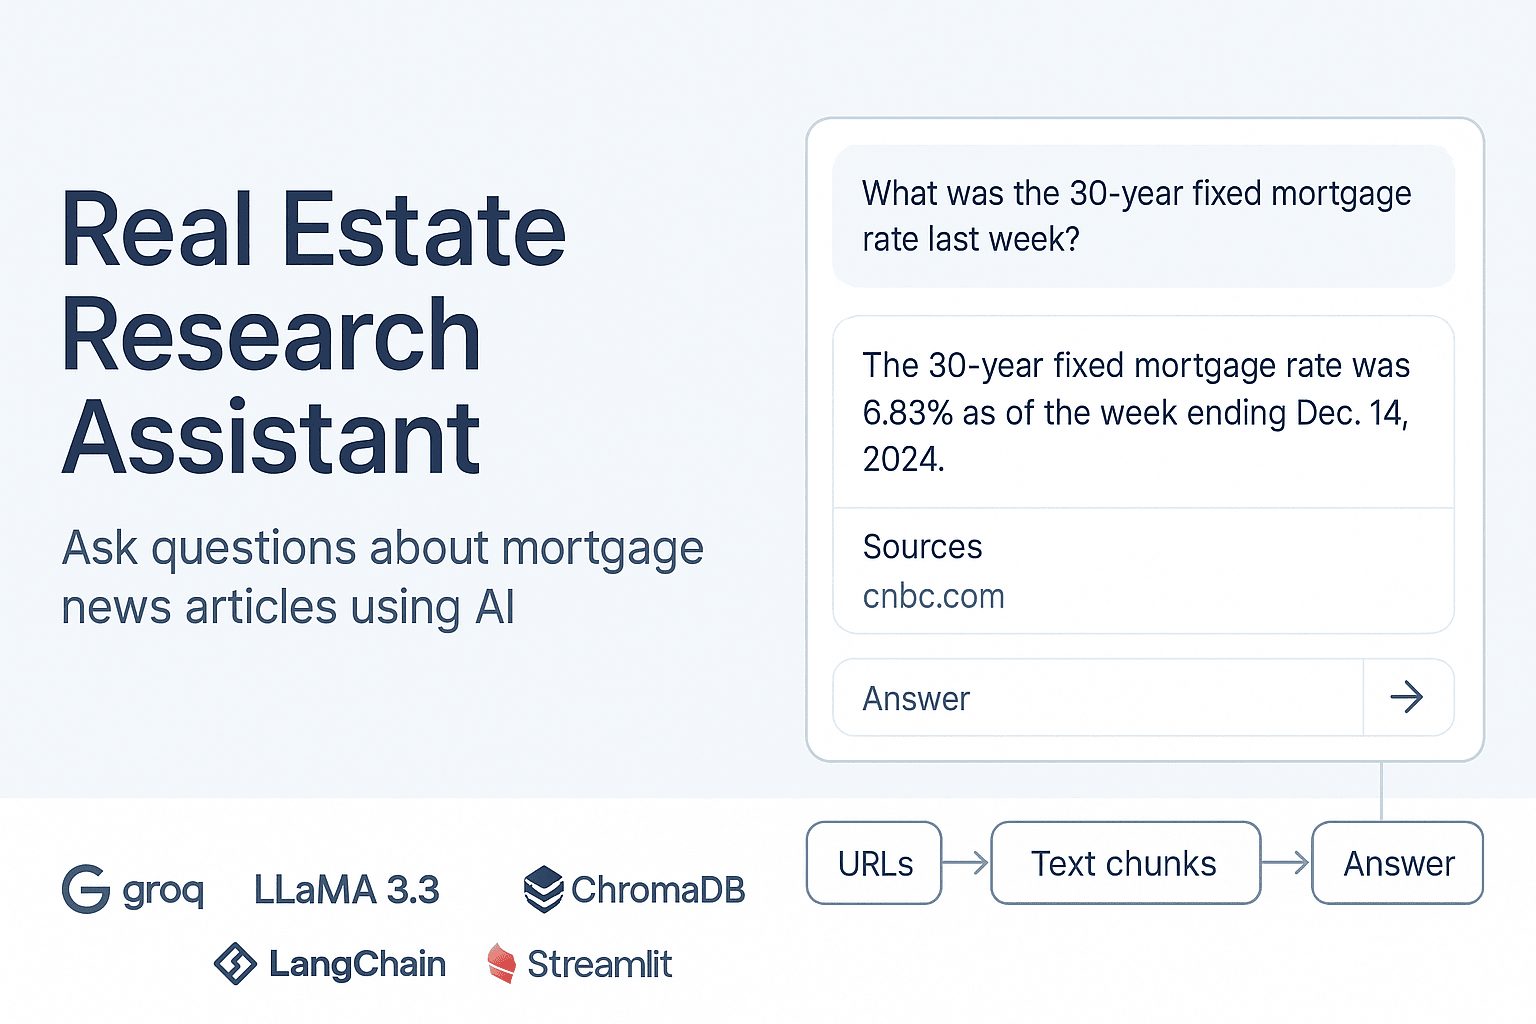 Real Estate
Research
Assistant
Ask questions about mortgage
news articles using AI
What was the 30-year fixed mortgage
rate last week?
The 30-year fixed mortgage rate was
6.83% as of the week ending Dec. 14,
2024.
Sources
cnbc.com
Answer
URLs
Text chunks
Answer
groq
LLaMA 3.3
ChromaDB
LangChain
Streamlit